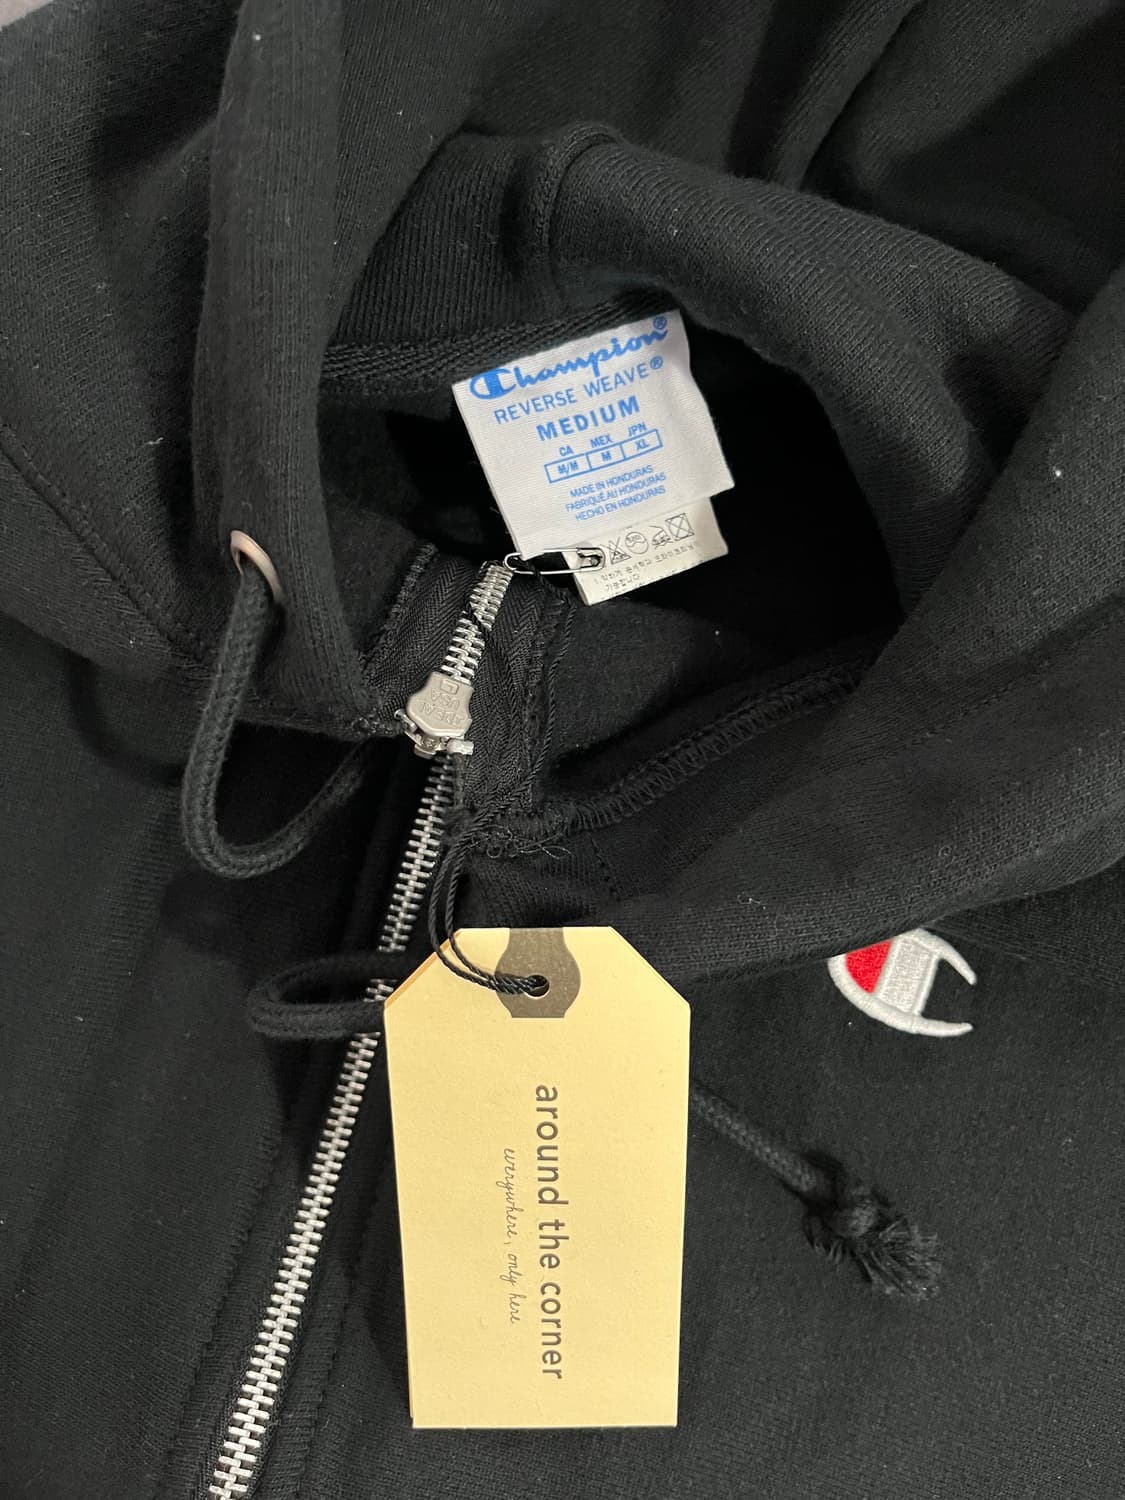 Champion®
REVERSE WEAVE®
MEDIUM
CA MEX JPN
M/M M XL
MADE IN HONDURAS
FABRIQUÉ AU HONDURAS
HECHO EN HONDURAS
around the corner
everywhere, only here